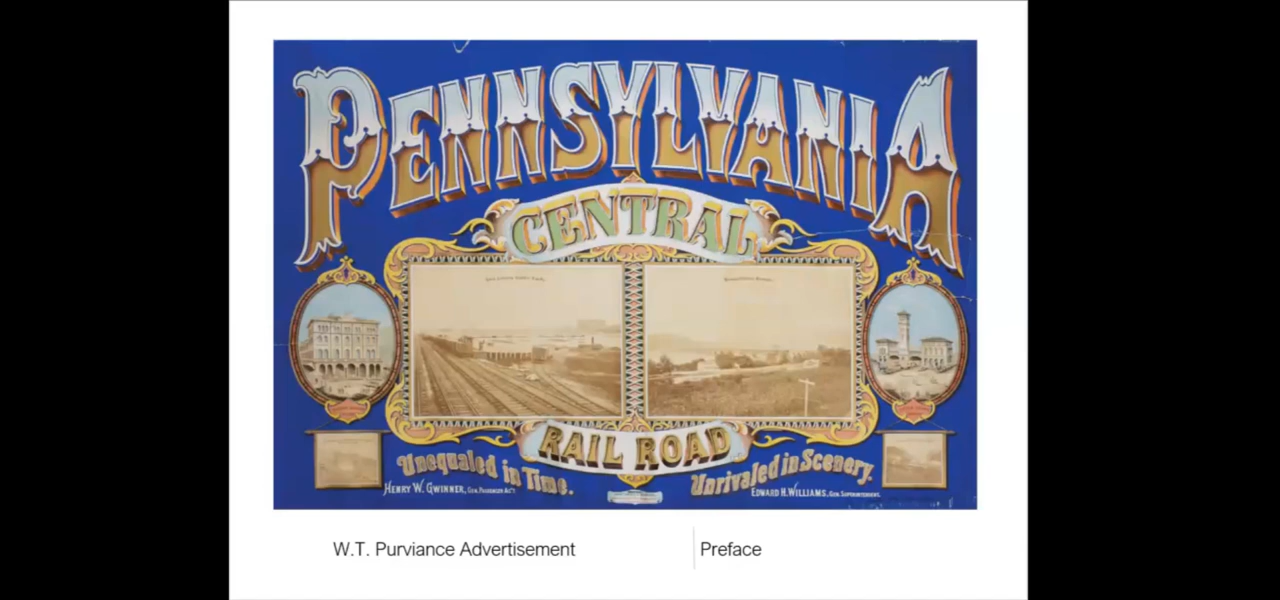 PENNSYLVANIA
CENTRAL
RAIL ROAD
Unequaled in Time.
Unrivaled in Scenery.
HENRY W. GWINNER, GEN. PASSENGER AG'T
EDWARD H. WILLIAMS, GEN. SUPERINTENDENT.
W.T. Purviance Advertisement
Preface